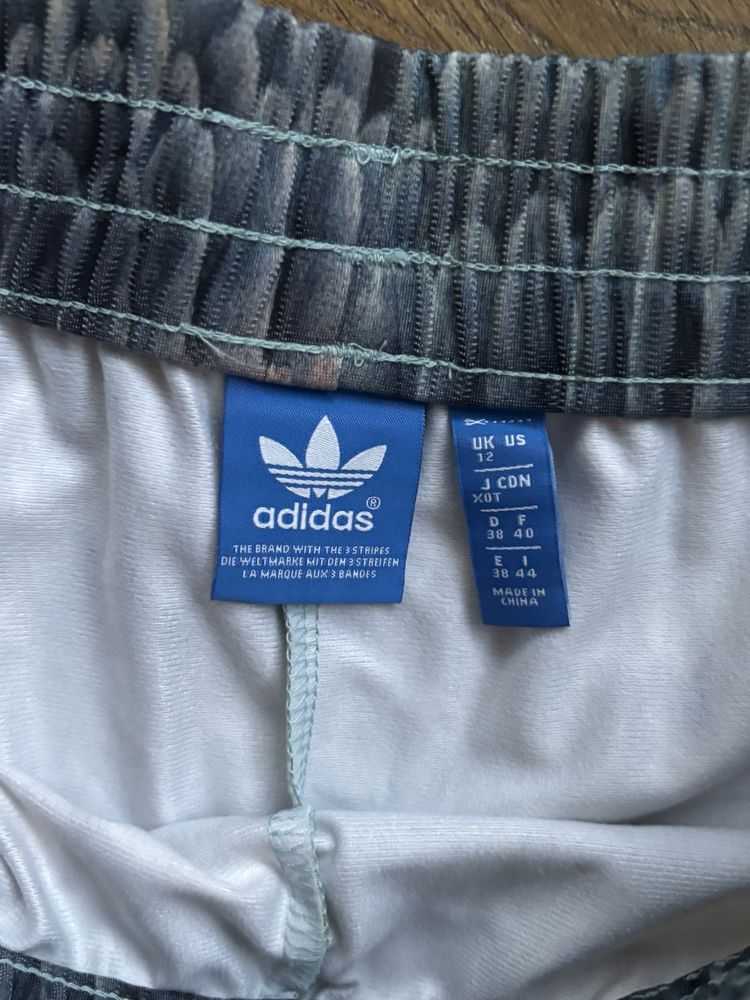 adidas®
THE BRAND WITH THE 3 STRIPES
DIE WELTMARKE MIT DEN 3 STREIFEN
LA MARQUE AUX 3 BANDES
UK US
12
J CDN
XOT
D F
38 40
E I
38 44
MADE IN
CHINA